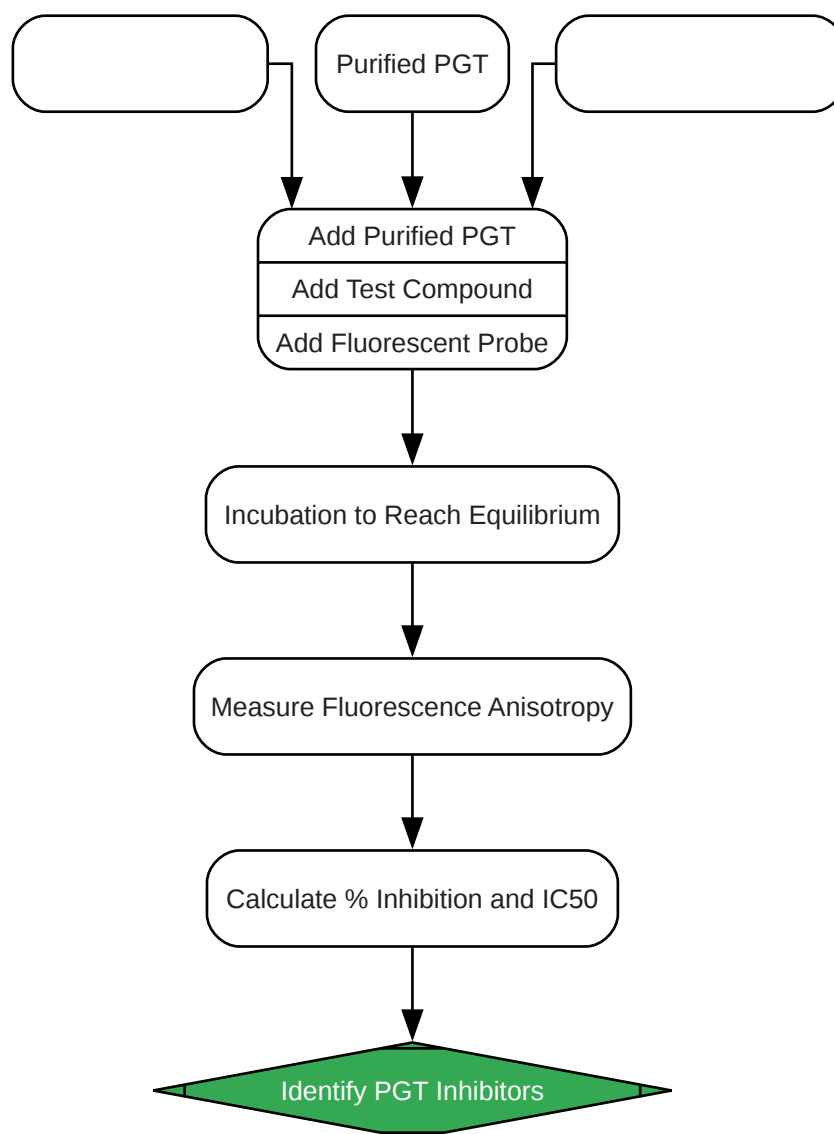 Purified PGT
Add Purified PGT
Add Test Compound
Add Fluorescent Probe
Incubation to Reach Equilibrium
Measure Fluorescence Anisotropy
Calculate % Inhibition and IC50
Identify PGT Inhibitors